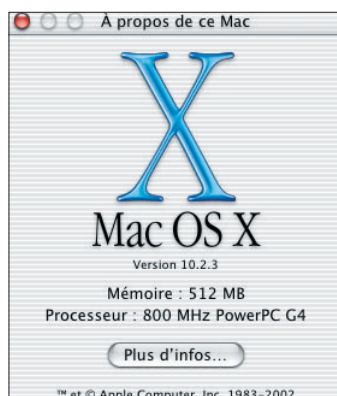 À propos de ce Mac
X
Mac OS X
Version 10.2.3
Mémoire : 512 MB
Processeur : 800 MHz PowerPC G4
Plus d'infos...
™ et © Apple Computer, Inc. 1983-2002